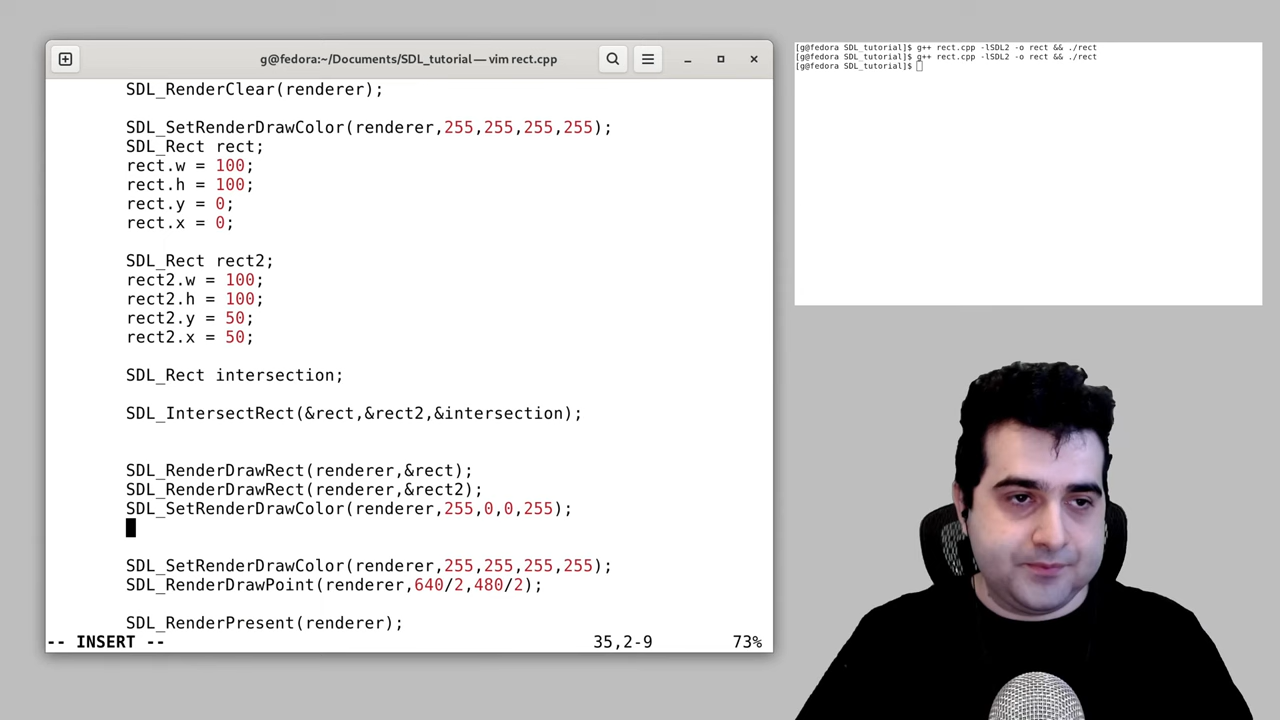 g@fedora:~/Documents/SDL_tutorial — vim rect.cpp
SDL_RenderClear(renderer);
SDL_SetRenderDrawColor(renderer,255,255,255,255);
SDL_Rect rect;
rect.w = 100;
rect.h = 100;
rect.y = 0;
rect.x = 0;
SDL_Rect rect2;
rect2.w = 100;
rect2.h = 100;
rect2.y = 50;
rect2.x = 50;
SDL_Rect intersection;
SDL_IntersectRect(&rect,&rect2,&intersection);
SDL_RenderDrawRect(renderer,&rect);
SDL_RenderDrawRect(renderer,&rect2);
SDL_SetRenderDrawColor(renderer,255,0,0,255);
SDL_SetRenderDrawColor(renderer,255,255,255,255);
SDL_RenderDrawPoint(renderer,640/2,480/2);
SDL_RenderPresent(renderer);
-- INSERT -- 35,2-9 73%
[g@fedora SDL_tutorial]$ g++ rect.cpp -lSDL2 -o rect && ./rect
[g@fedora SDL_tutorial]$ g++ rect.cpp -lSDL2 -o rect && ./rect
[g@fedora SDL_tutorial]$